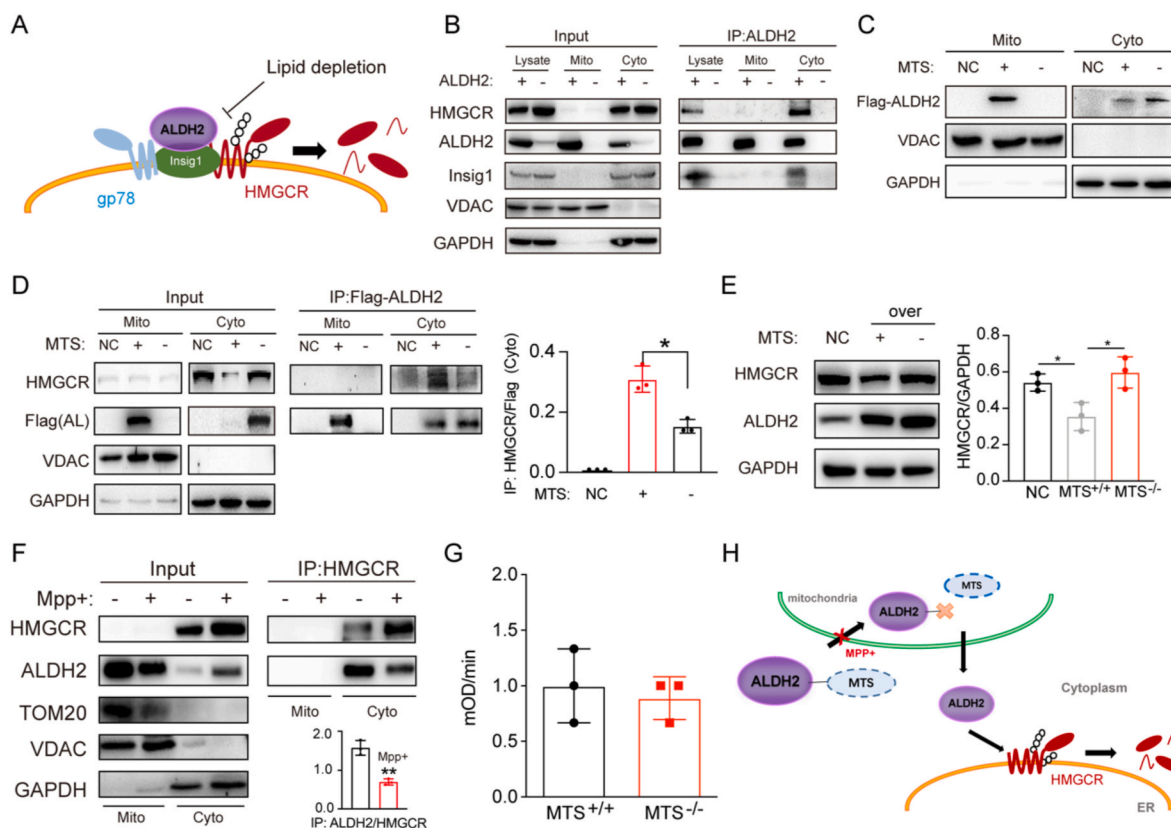 A
Lipid depletion
ALDH2
Insig1
gp78
HMGCR
B
Input
IP:ALDH2
Lysate Mito Cyto Lysate Mito Cyto
ALDH2: + - + - + - + - + - + -
HMGCR
ALDH2
Insig1
VDAC
GAPDH
C
Mito
Cyto
MTS: NC + - NC + -
Flag-ALDH2
VDAC
GAPDH
D
Input
IP:Flag-ALDH2
Mito Cyto Mito Cyto
MTS: NC + - NC + - NC + - NC + -
HMGCR
Flag(AL)
VDAC
GAPDH
IP: HMGCR/Flag (Cyto)
0.4
0.2
0.0
*
MTS: NC + -
E
over
MTS: NC + -
HMGCR
ALDH2
GAPDH
HMGCR/GAPDH
0.8
0.6
0.4
0.2
0.0
* *
NC MTS+/+ MTS-/-
F
Input
IP:HMGCR
Mpp+: - + - + - + - +
HMGCR
ALDH2
TOM20
VDAC
GAPDH
Mito Cyto
Mito Cyto
2.0
1.0
0.0
Mpp+
**
IP: ALDH2/HMGCR
G
mOD/min
2.0
1.5
1.0
0.5
0.0
MTS+/+ MTS-/-
H
mitochondria
MTS
ALDH2
MPP+
ALDH2
MTS
ALDH2
Cytoplasm
HMGCR
ER